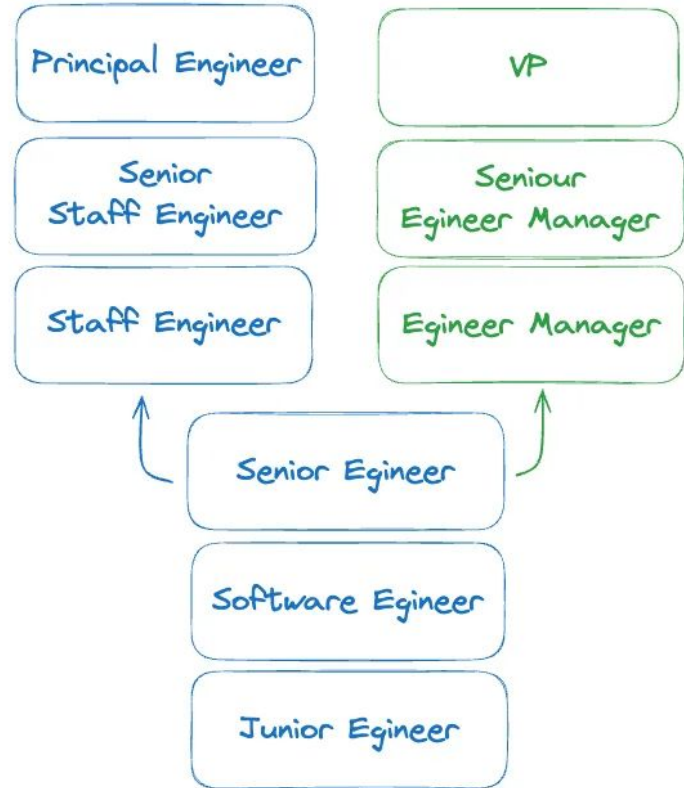 Principal Engineer
VP
Senior
Staff Engineer
Seniour
Egineer Manager
Staff Engineer
Egineer Manager
Senior Egineer
Software Egineer
Junior Egineer